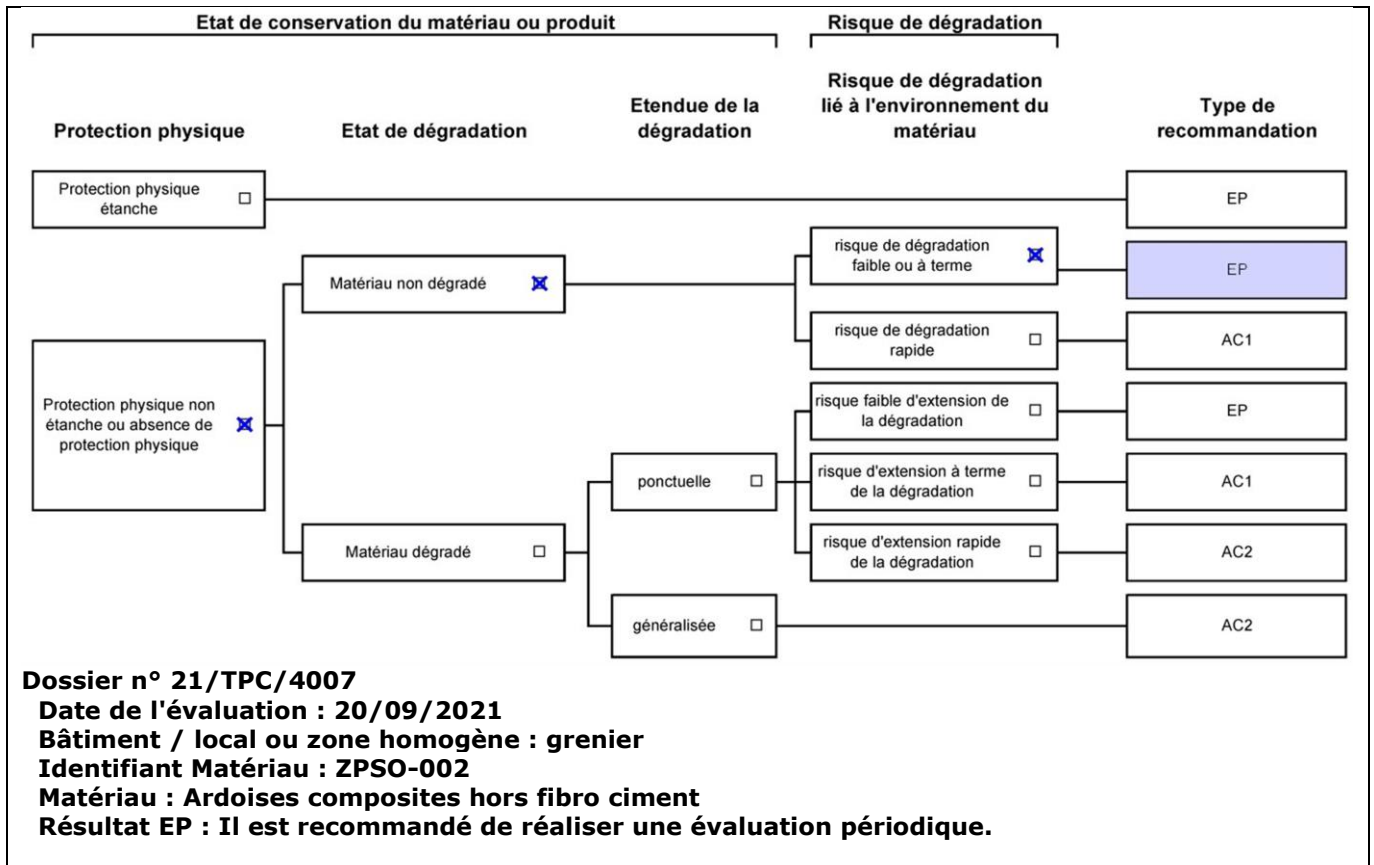 Etat de conservation du matériau ou produit
Risque de dégradation
Protection physique
Etat de dégradation
Etendue de la
dégradation
Risque de dégradation
lié à l'environnement du
matériau
Type de
recommandation
Protection physique
étanche
EP
risque de dégradation
faible ou à terme
EP
Matériau non dégradé
risque de dégradation
rapide
AC1
Protection physique non
étanche ou absence de
protection physique
risque faible d'extension de
la dégradation
EP
ponctuelle
risque d'extension à terme
de la dégradation
AC1
Matériau dégradé
risque d'extension rapide
de la dégradation
AC2
généralisée
AC2
Dossier n° 21/TPC/4007
Date de l'évaluation : 20/09/2021
Bâtiment / local ou zone homogène : grenier
Identifiant Matériau : ZPSO-002
Matériau : Ardoises composites hors fibro ciment
Résultat EP : Il est recommandé de réaliser une évaluation périodique.